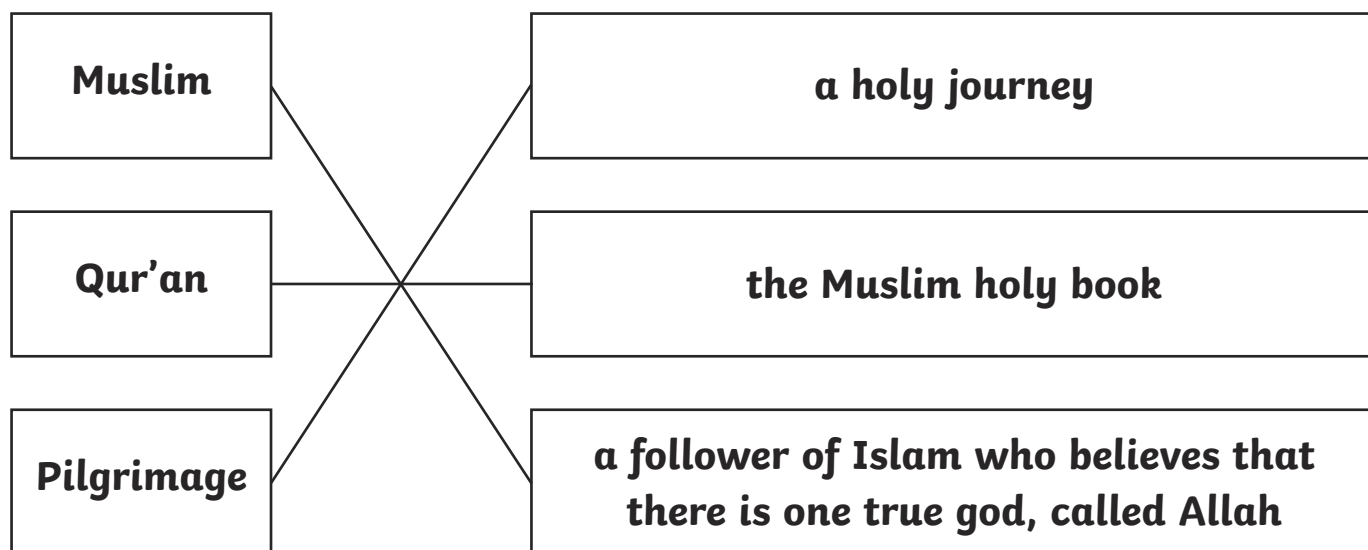 Muslim
a holy journey
Qur’an
the Muslim holy book
Pilgrimage
a follower of Islam who believes that
there is one true god, called Allah